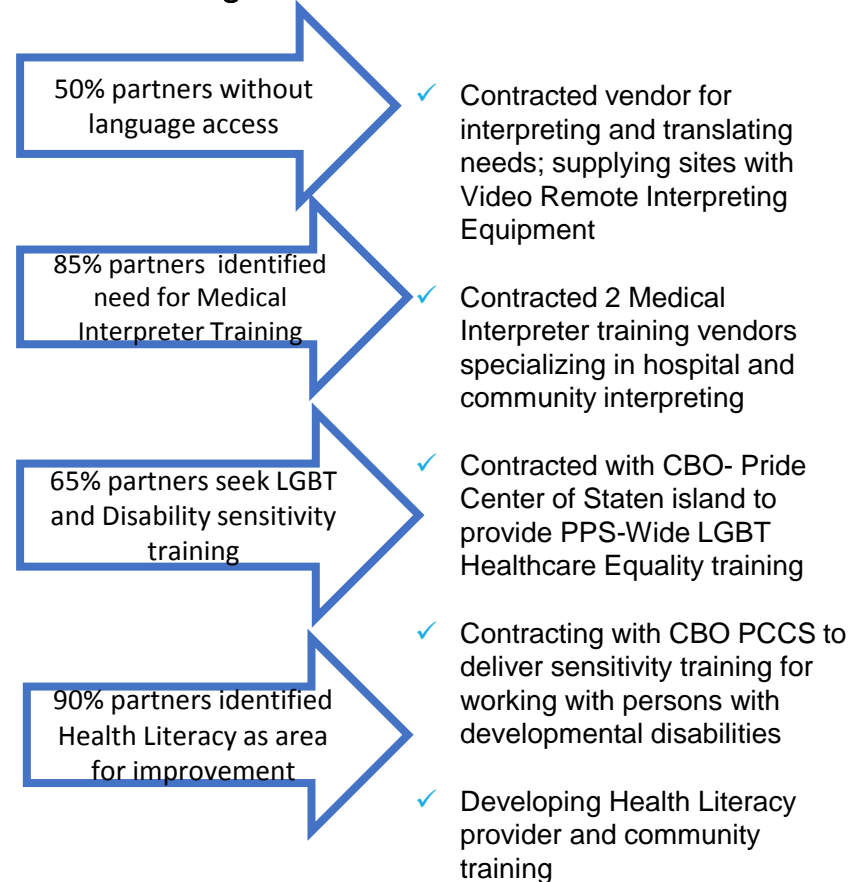 50% partners without
language access
✓ Contracted vendor for
interpreting and translating
needs; supplying sites with
Video Remote Interpreting
Equipment
85% partners identified
need for Medical
Interpreter Training
✓ Contracted 2 Medical
Interpreter training vendors
specializing in hospital and
community interpreting
65% partners seek LGBT
and Disability sensitivity
training
✓ Contracted with CBO- Pride
Center of Staten island to
provide PPS-Wide LGBT
Healthcare Equality training
✓ Contracting with CBO PCCS to
deliver sensitivity training for
working with persons with
developmental disabilities
90% partners identified
Health Literacy as area
for improvement
✓ Developing Health Literacy
provider and community
training